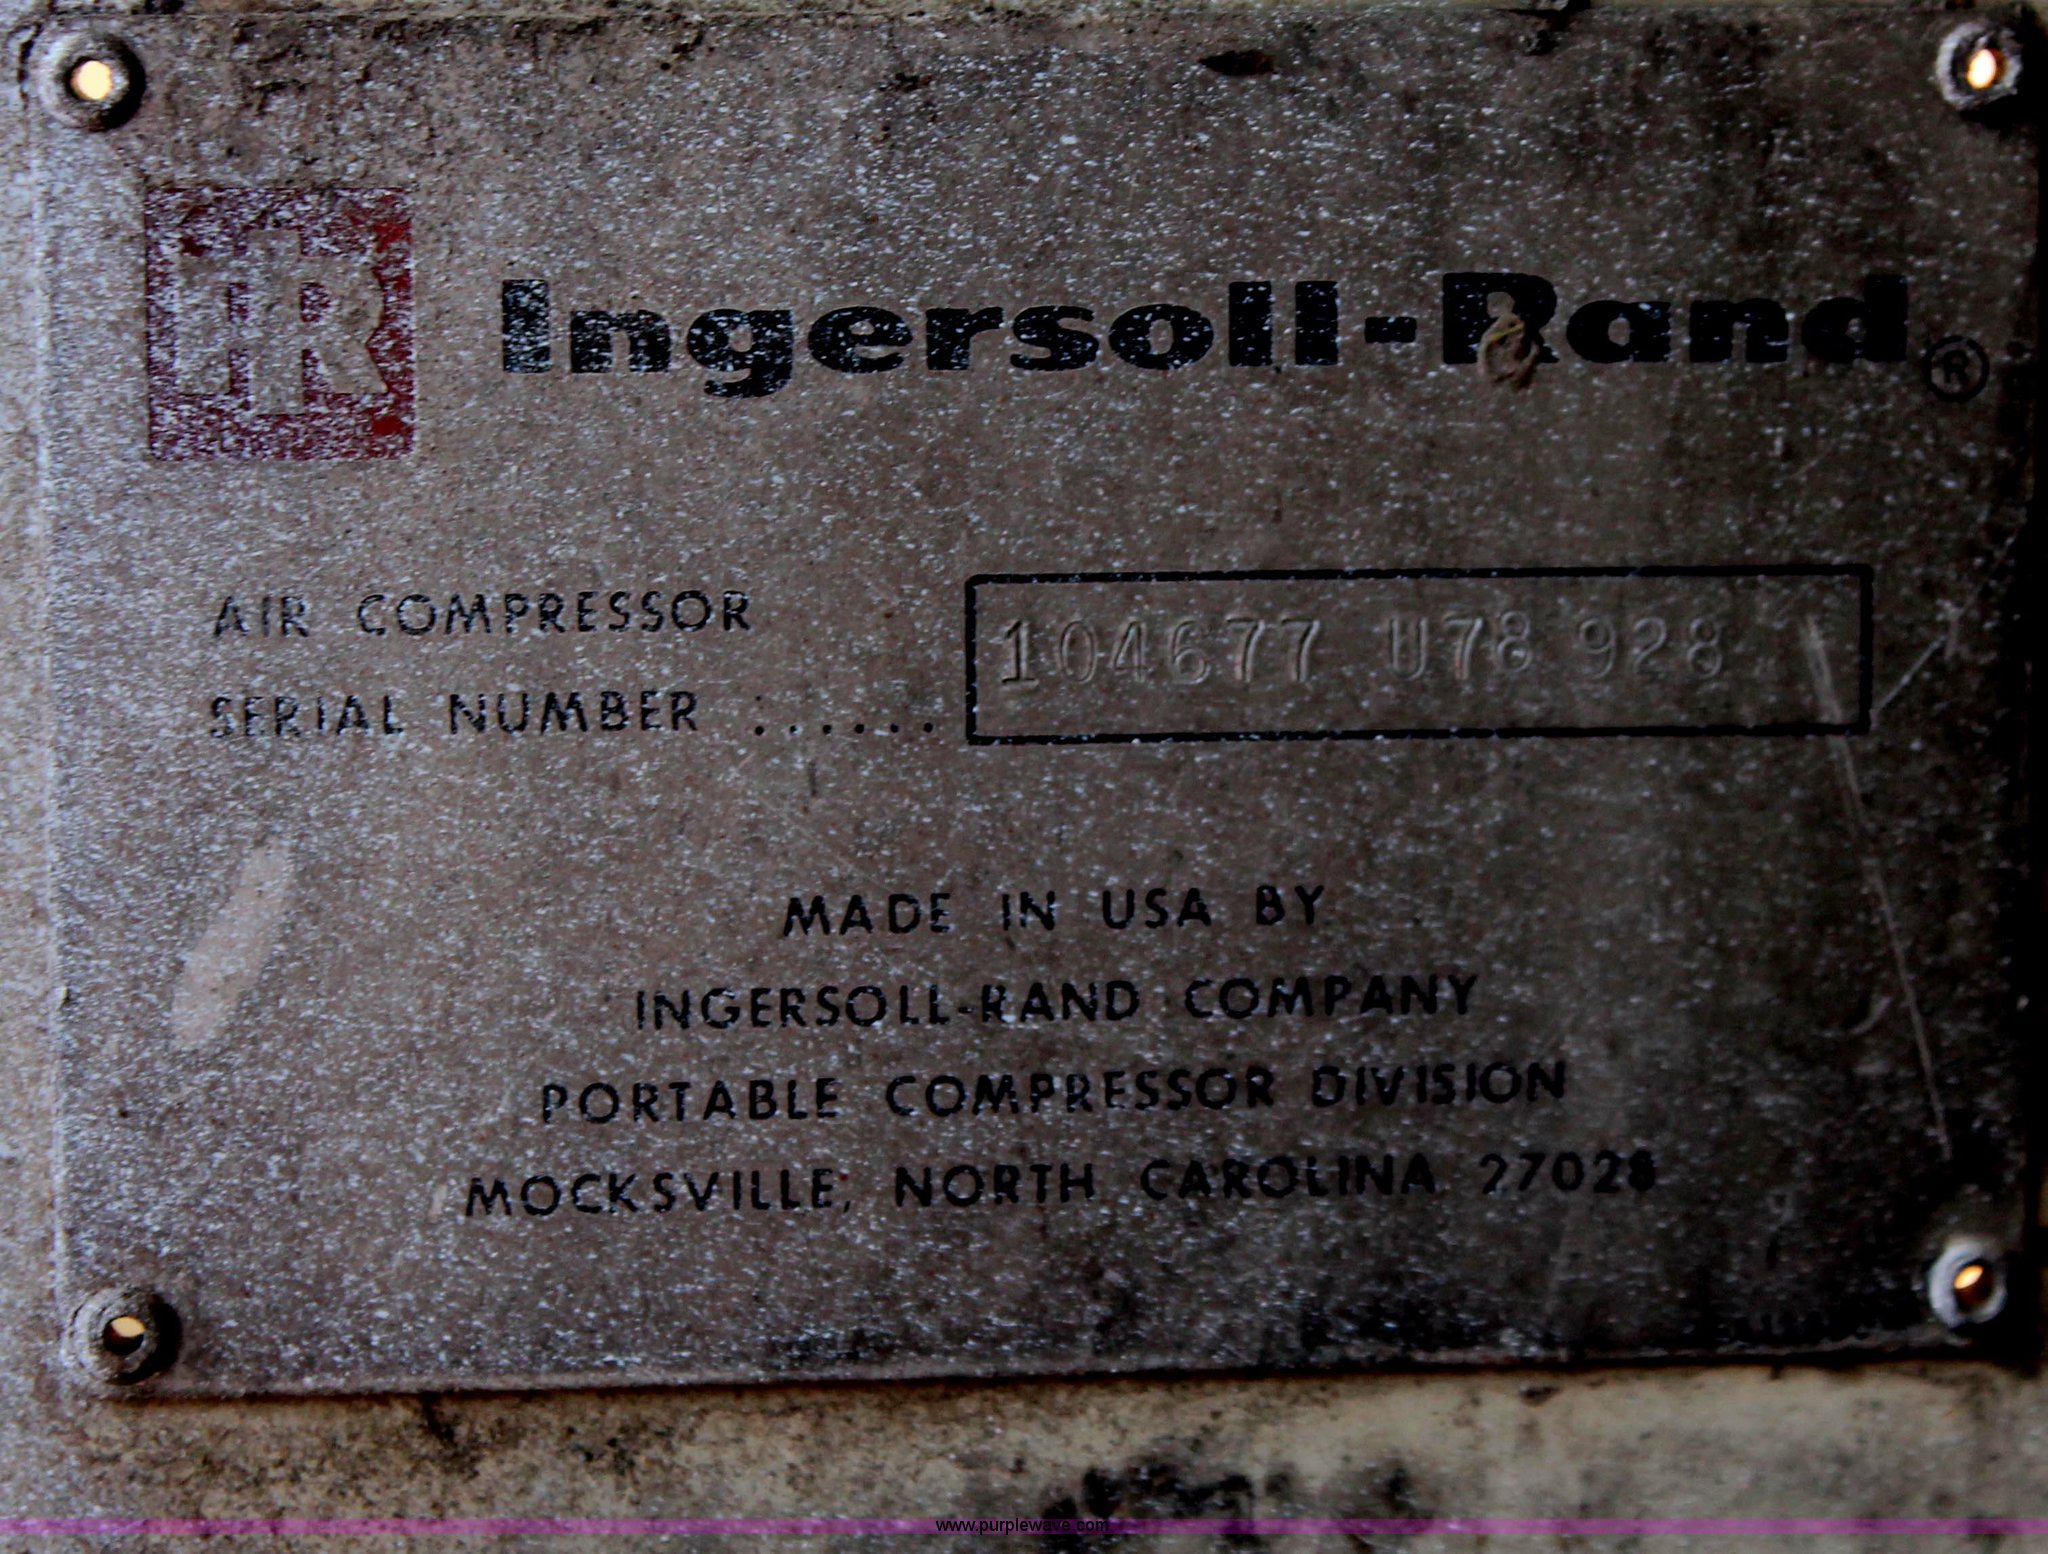 IR Ingersoll-Rand®
AIR COMPRESSOR
SERIAL NUMBER ...... 104677 U78 928
MADE IN USA BY
INGERSOLL-RAND COMPANY
PORTABLE COMPRESSOR DIVISION
MOCKSVILLE, NORTH CAROLINA 27028
www.purplewave.com